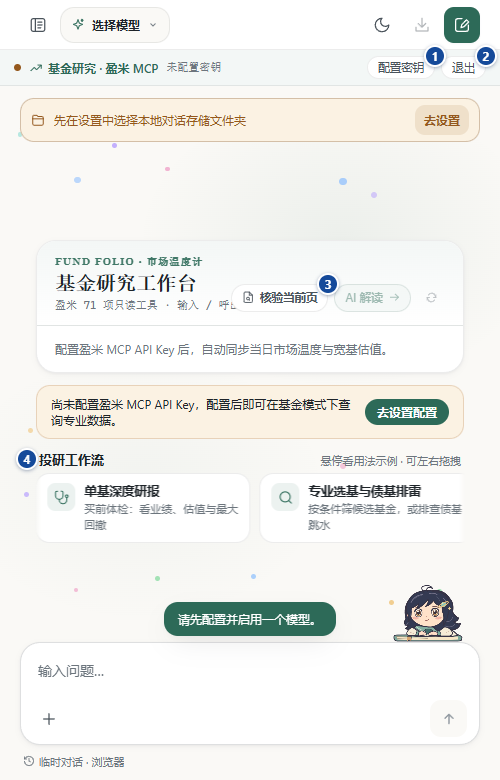 选择模型
基金研究 · 盈米 MCP 未配置密钥 配置密钥 1 退出 2
先在设置中选择本地对话存储文件夹 去设置
FUND FOLIO · 市场温度计
基金研究工作台
盈米 71 项只读工具 · 输入 / 呼
核验当前页 3 AI 解读 →
配置盈米 MCP API Key 后，自动同步当日市场温度与宽基估值。
尚未配置盈米 MCP API Key，配置后即可在基金模式下查
询专业数据。
去设置配置
4 投研工作流 悬停看用法示例 · 可左右拖拽
单基深度研报
买前体检：看业绩、估值与最大
回撤
专业选基与债基排雷
按条件筛候选基金，或排查债基
跳水
请先配置并启用一个模型。
输入问题...
临时对话 · 浏览器